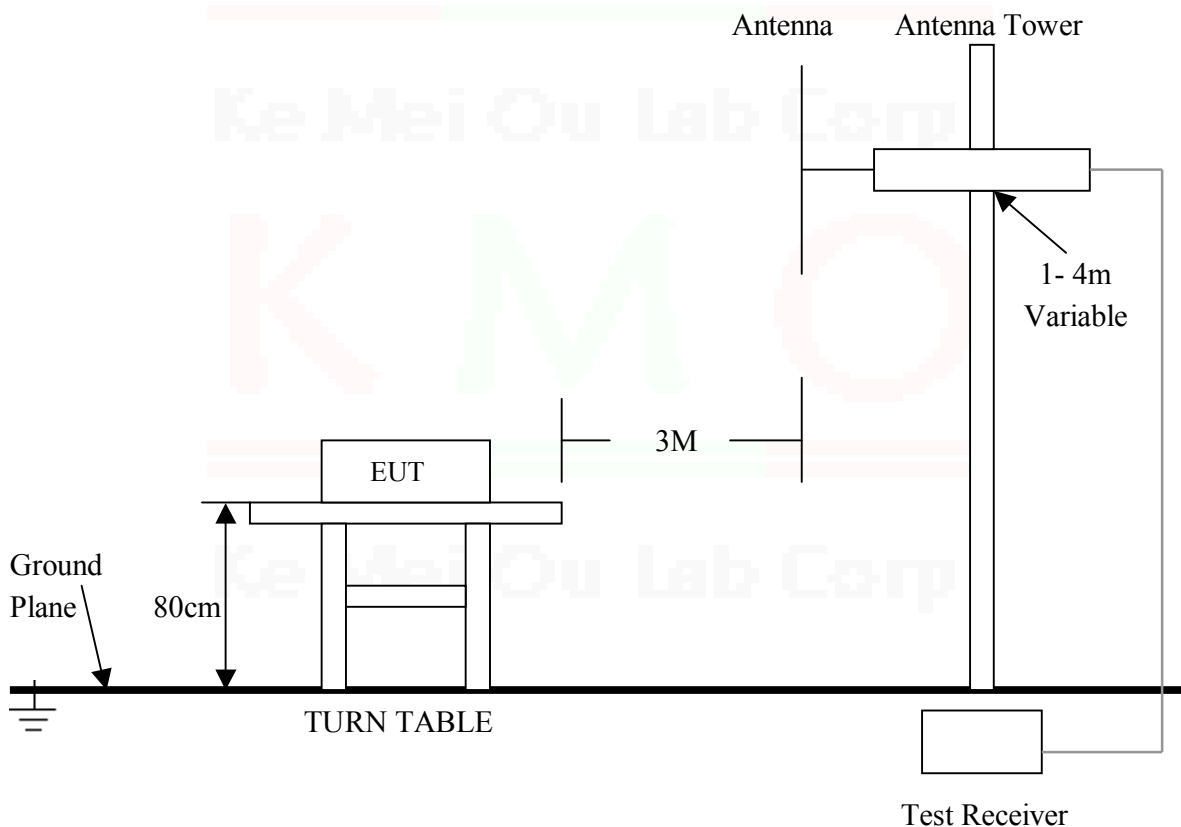 Antenna
Antenna Tower
Ke Mei Ou Lab Corp
1- 4m
Variable
K M O
3M
EUT
Ke Mei Ou Lab Corp
Ground
Plane
80cm
TURN TABLE
Test Receiver